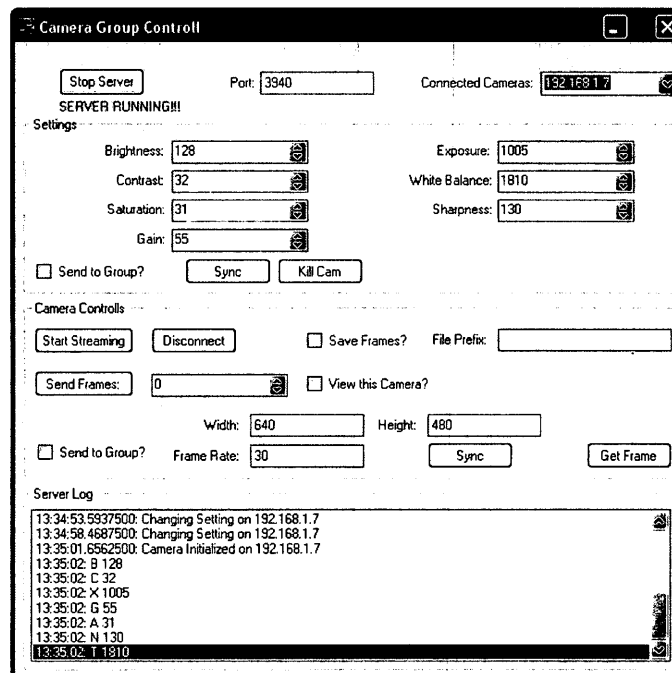 Camera Group Controll
Stop Server Port: 3940 Connected Cameras: 192.168.1.7
SERVER RUNNING!!!
Settings
Brightness: 128 Exposure: 1005
Contrast: 32 White Balance: 1810
Saturation: 31 Sharpness: 130
Gain: 55
Send to Group? Sync Kill Cam
Camera Controlls
Start Streaming Disconnect Save Frames? File Prefix:
Send Frames: 0 View this Camera?
Width: 640 Height: 480
Send to Group? Frame Rate: 30 Sync Get Frame
Server Log
13:34:53.5937500: Changing Setting on 192.168.1.7
13:34:58.4687500: Changing Setting on 192.168.1.7
13:35:01.6562500: Camera Initialized on 192.168.1.7
13:35:02: B 128
13:35:02: C 32
13:35:02: X 1005
13:35:02: G 55
13:35:02: A 31
13:35:02: N 130
13:35:02: T 1810